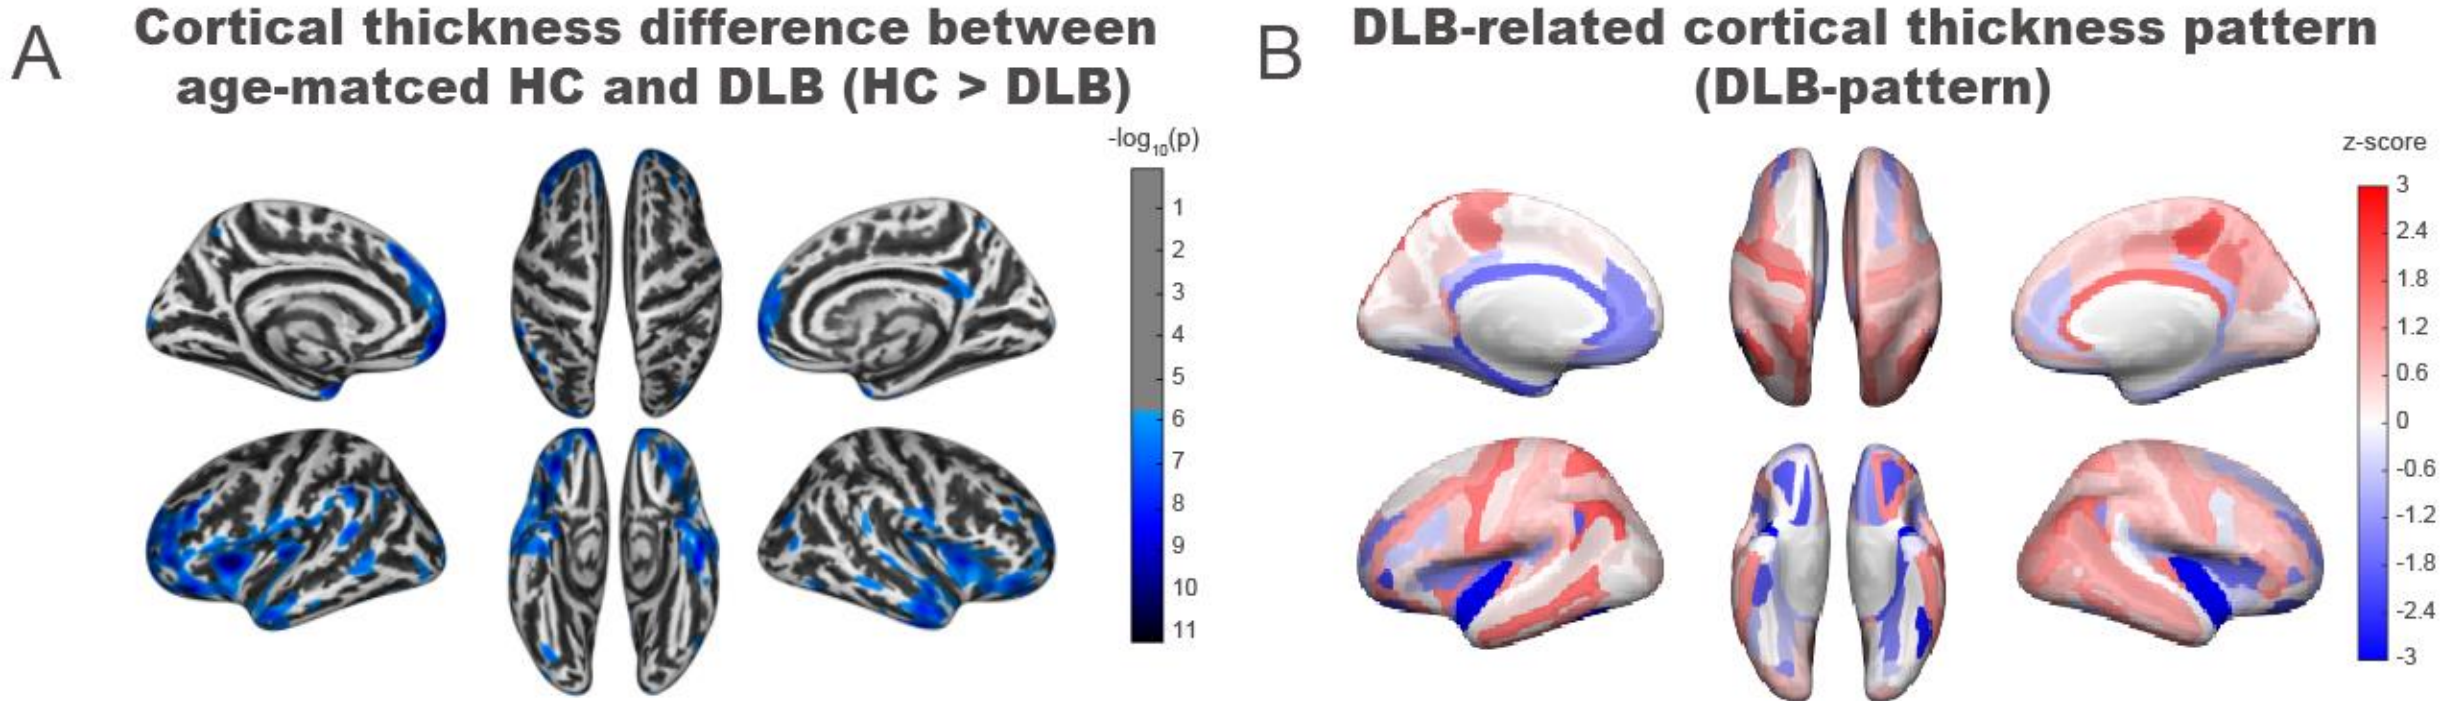 A
Cortical thickness difference between
age-matced HC and DLB (HC > DLB)
-log10(p)
1
2
3
4
5
6
7
8
9
10
11
B
DLB-related cortical thickness pattern
(DLB-pattern)
z-score
3
2.4
1.8
1.2
0.6
0
-0.6
-1.2
-1.8
-2.4
-3